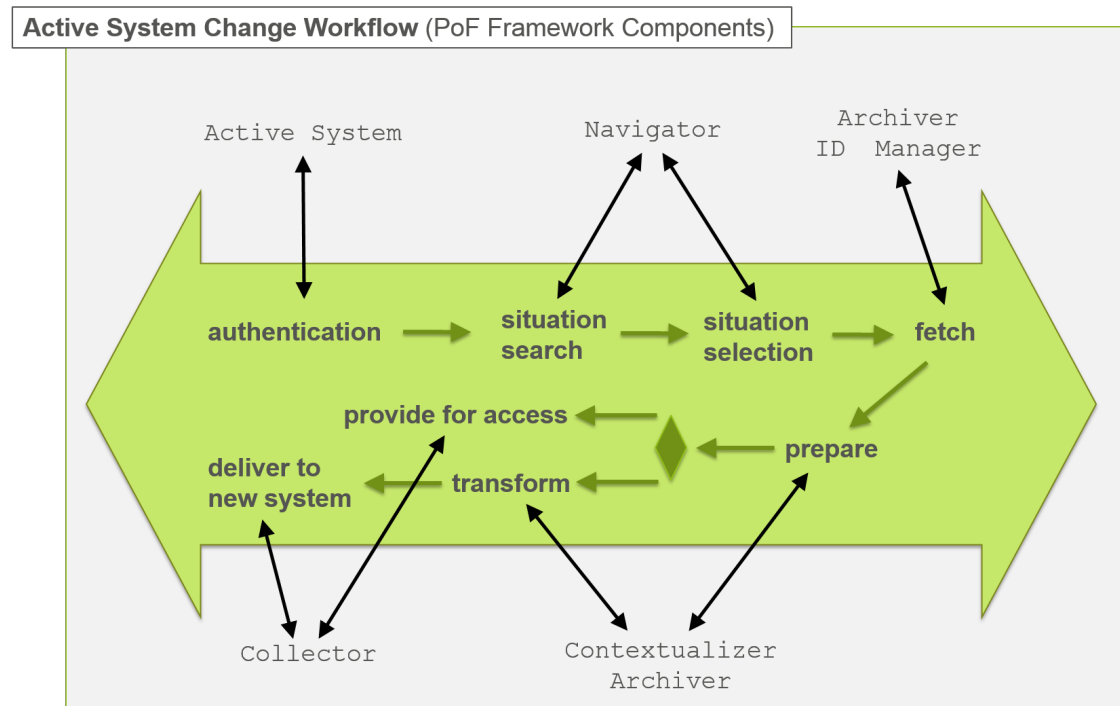 Active System Change Workflow (PoF Framework Components)
Active System
Navigator
Archiver
ID Manager
authentication
situation
search
situation
selection
fetch
provide for access
prepare
deliver to
new system
transform
Collector
Contextualizer
Archiver